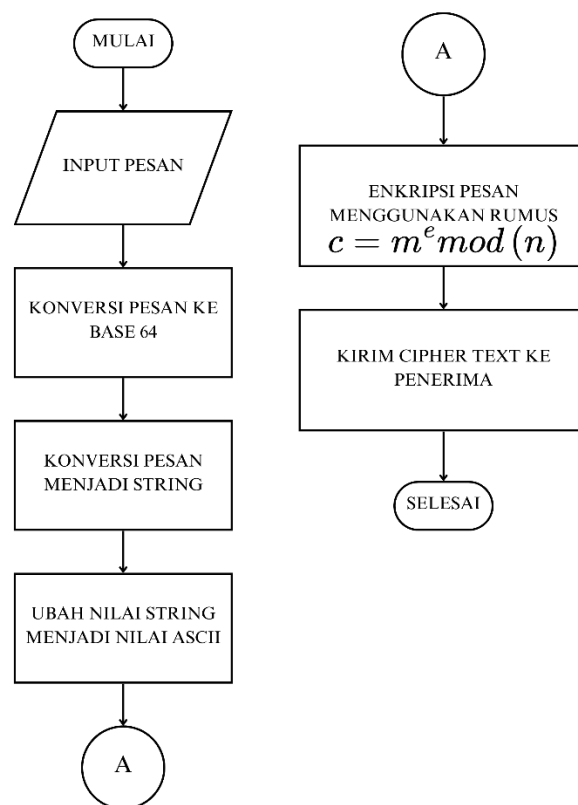 MULAI
INPUT PESAN
KONVERSI PESAN KE
BASE 64
KONVERSI PESAN
MENJADI STRING
UBAH NILAI STRING
MENJADI NILAI ASCII
A
A
ENKRIPSI PESAN
MENGGUNAKAN RUMUS
c = m^e mod (n)
KIRIM CIPHER TEXT KE
PENERIMA
SELESAI